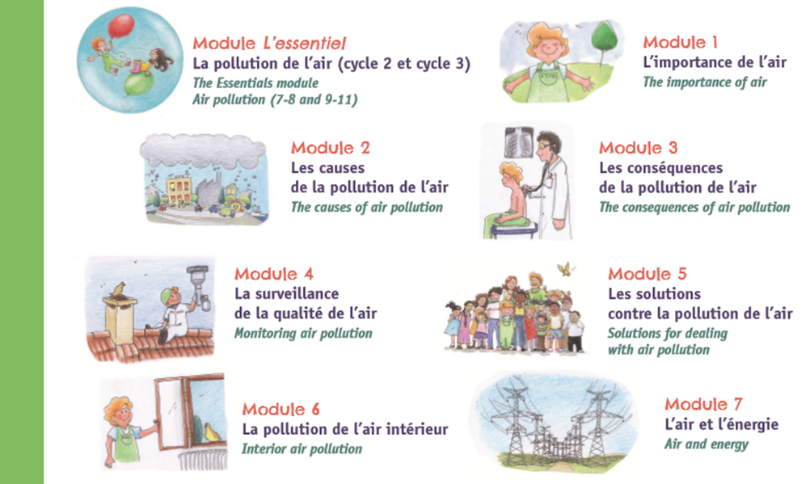 Module L'essentiel
La pollution de l'air (cycle 2 et cycle 3)
The Essentials module
Air pollution (7-8 and 9-11)
Module 1
L'importance de l'air
The importance of air
Module 2
Les causes
de la pollution de l'air
The causes of air pollution
Module 3
Les conséquences
de la pollution de l'air
The consequences of air pollution
Module 4
La surveillance
de la qualité de l'air
Monitoring air pollution
Module 5
Les solutions
contre la pollution de l'air
Solutions for dealing
with air pollution
Module 6
La pollution de l'air intérieur
Interior air pollution
Module 7
L'air et l'énergie
Air and energy